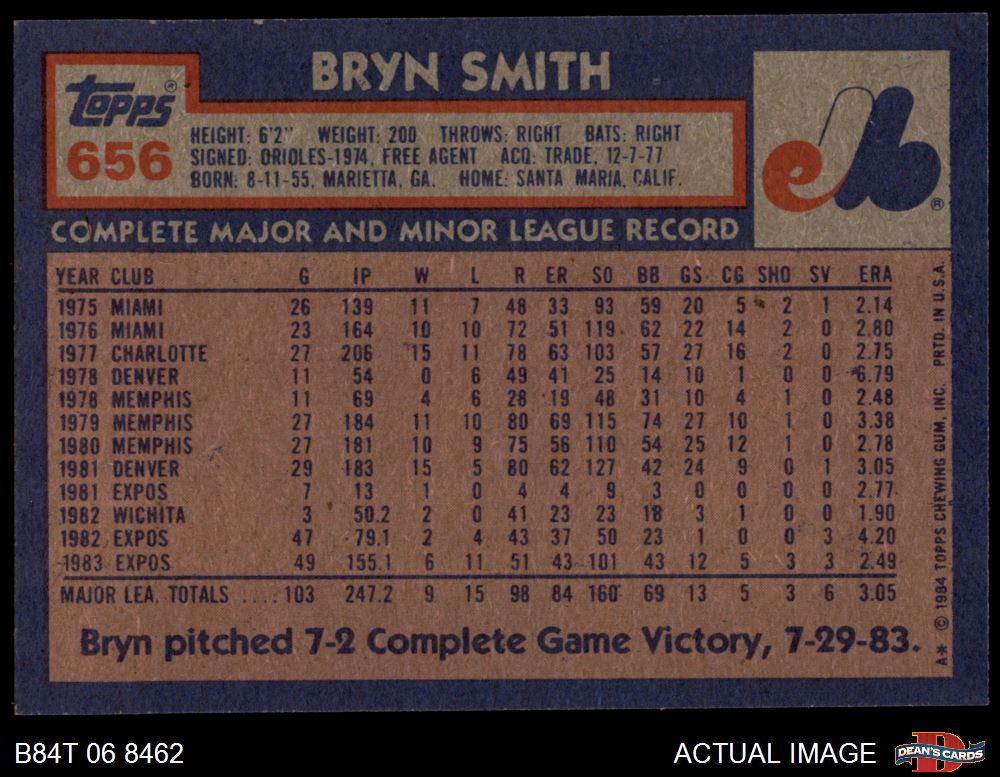 BRYN SMITH
TOPPS®
656
HEIGHT: 6'2" WEIGHT: 200 THROWS: RIGHT BATS: RIGHT
SIGNED: ORIOLES-1974, FREE AGENT ACQ: TRADE, 12-7-77
BORN: 8-11-55, MARIETTA, GA. HOME: SANTA MARIA, CALIF.
eb®
COMPLETE MAJOR AND MINOR LEAGUE RECORD
YEAR CLUB G IP W L R ER SO BB GS CG SHO SV ERA
1975 MIAMI 26 139 11 7 48 33 93 59 20 5 2 1 2.14
1976 MIAMI 23 164 10 10 72 51 119 62 22 14 2 0 2.80
1977 CHARLOTTE 27 206 15 11 78 63 103 57 27 16 2 0 2.75
1978 DENVER 11 54 0 6 49 41 25 14 10 1 0 0 6.79
1978 MEMPHIS 11 69 4 6 28 19 48 31 10 4 1 0 2.48
1979 MEMPHIS 27 184 11 10 80 69 115 74 27 10 1 0 3.38
1980 MEMPHIS 27 181 10 9 75 56 110 54 25 12 1 0 2.78
1981 DENVER 29 183 15 5 80 62 127 42 24 9 0 1 3.05
1981 EXPOS 7 13 1 0 4 4 9 3 0 0 0 0 2.77
1982 WICHITA 3 50.2 2 0 41 23 23 18 3 1 0 0 1.90
1982 EXPOS 47 79.1 2 4 43 37 50 23 1 0 0 3 4.20
1983 EXPOS 49 155.1 6 11 51 43 101 43 12 5 3 3 2.49
MAJOR LEA. TOTALS .... 103 247.2 9 15 98 84 160 69 13 5 3 6 3.05
Bryn pitched 7-2 Complete Game Victory, 7-29-83.
A* © 1984 TOPPS CHEWING GUM, INC. PRTD. IN U.S.A.
B84T 06 8462
ACTUAL IMAGE
DEAN'S CARDS